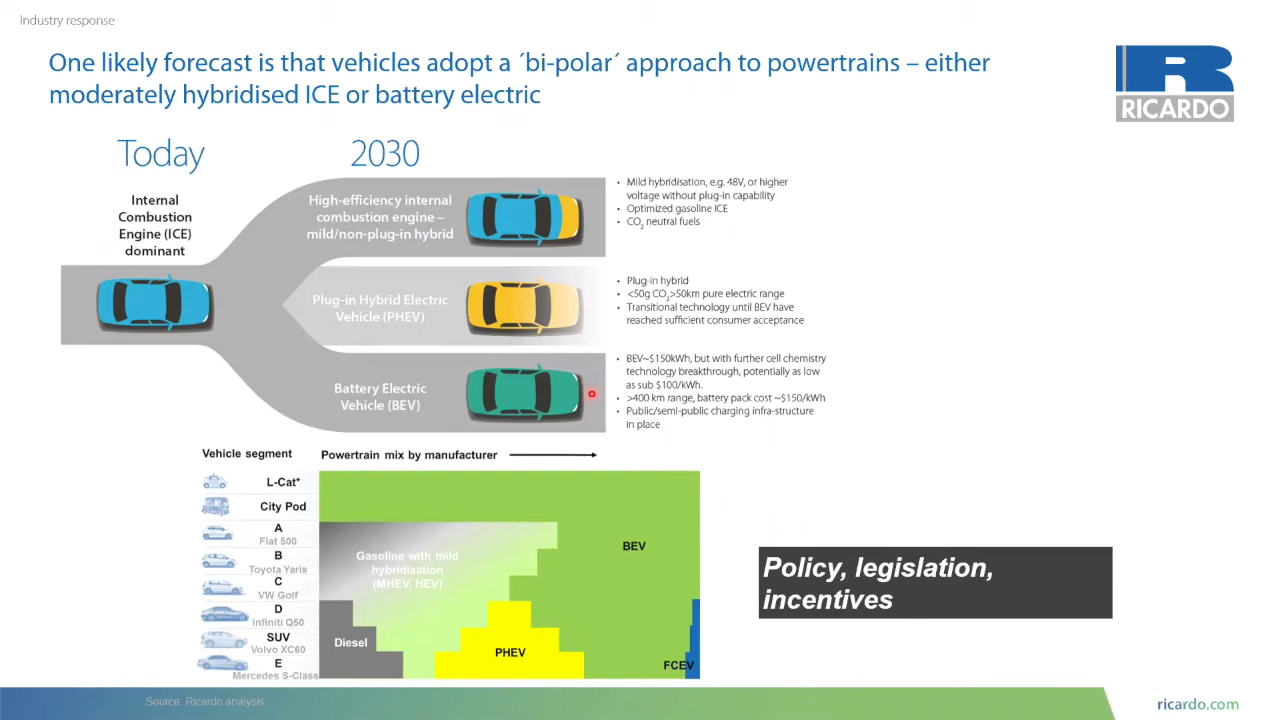 Industry response
One likely forecast is that vehicles adopt a ´bi-polar´ approach to powertrains – either
moderately hybridised ICE or battery electric
RICARDO
Today
2030
Internal
Combustion
Engine (ICE)
dominant
High-efficiency internal
combustion engine –
mild/non-plug-in hybrid
• Mild hybridisation, e.g. 48V, or higher
voltage without plug-in capability
• Optimized gasoline ICE
• CO₂ neutral fuels
Plug-in Hybrid Electric
Vehicle (PHEV)
• Plug-in hybrid
• <50g CO₂>50km pure electric range
• Transitional technology until BEV have
reached sufficient consumer acceptance
Battery Electric
Vehicle (BEV)
• BEV~$150kWh, but with further cell chemistry
technology breakthrough, potentially as low
as sub $100/kWh.
• >400 km range, battery pack cost ~$150/kWh
• Public/semi-public charging infra-structure
in place
Vehicle segment
Powertrain mix by manufacturer
L-Cat*
City Pod
A
Fiat 500
B
Toyota Yaris
C
VW Golf
D
Infiniti Q50
SUV
Volvo XC60
E
Mercedes S-Class
Gasoline with mild
hybridisation
(MHEV, HEV)
BEV
Diesel
PHEV
FCEV
Policy, legislation,
incentives
Source: Ricardo analysis
ricardo.com